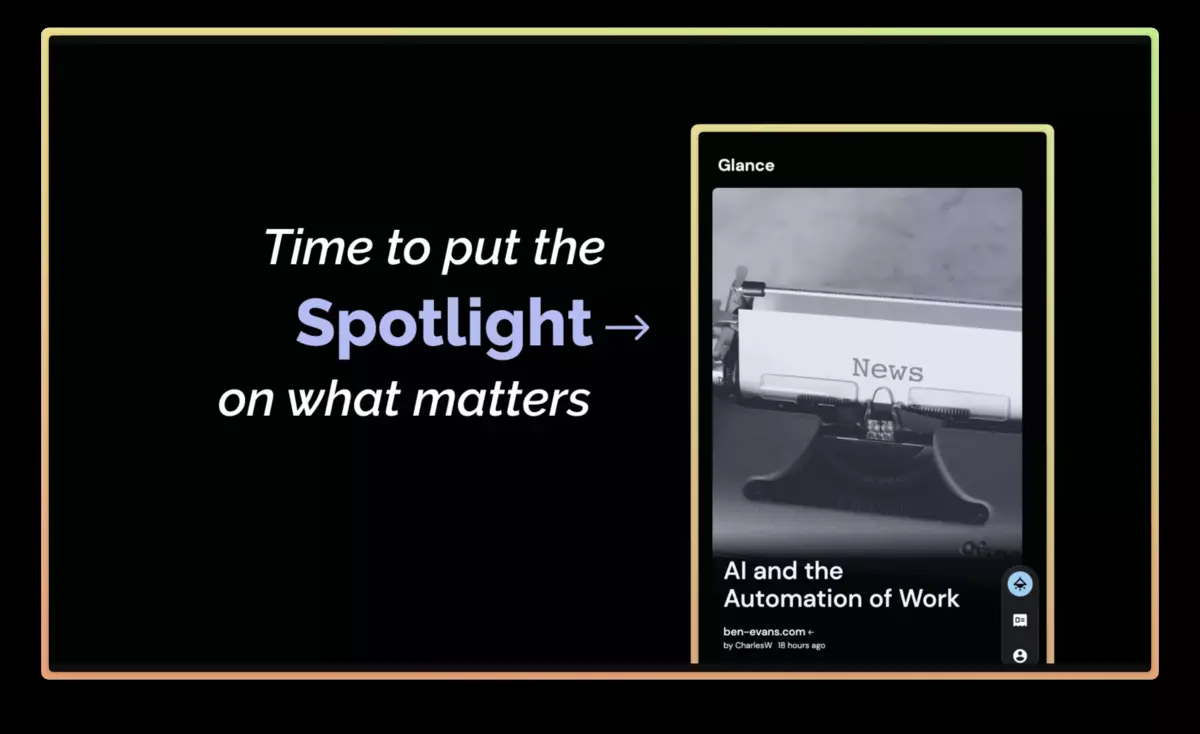 Time to put the
Spotlight →
on what matters
Glance
News
AI and the
Automation of Work
ben-evans.com ←
by CharlesW 18 hours ago